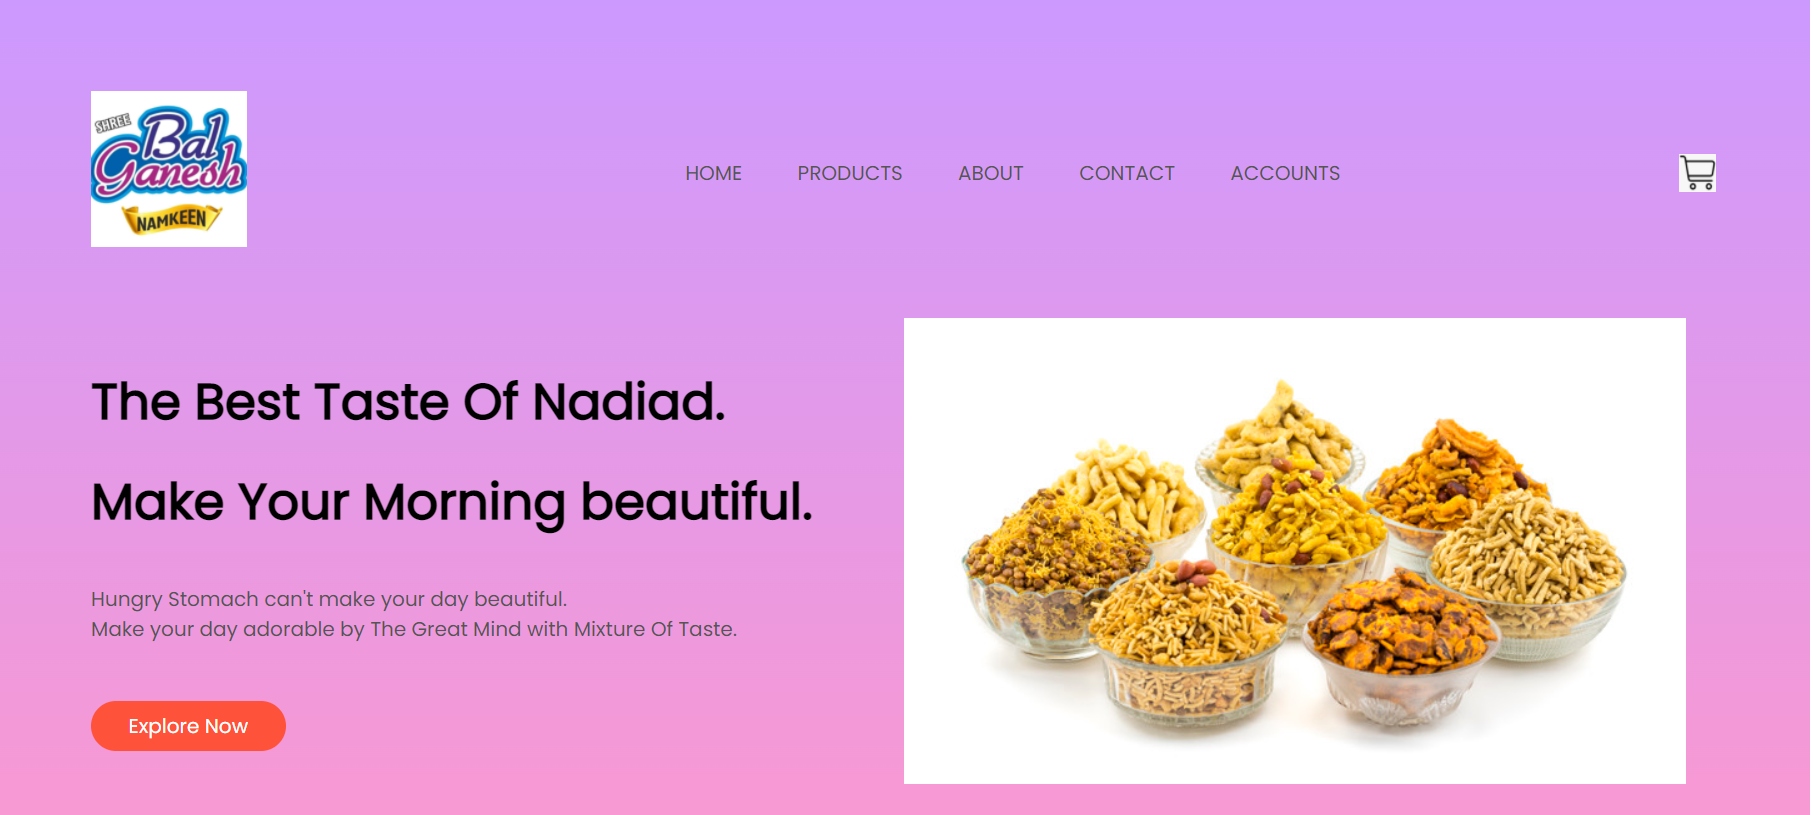 SHREE
Bal
Ganesh
NAMKEEN
HOME PRODUCTS ABOUT CONTACT ACCOUNTS
The Best Taste Of Nadiad.
Make Your Morning beautiful.
Hungry Stomach can't make your day beautiful.
Make your day adorable by The Great Mind with Mixture Of Taste.
Explore Now